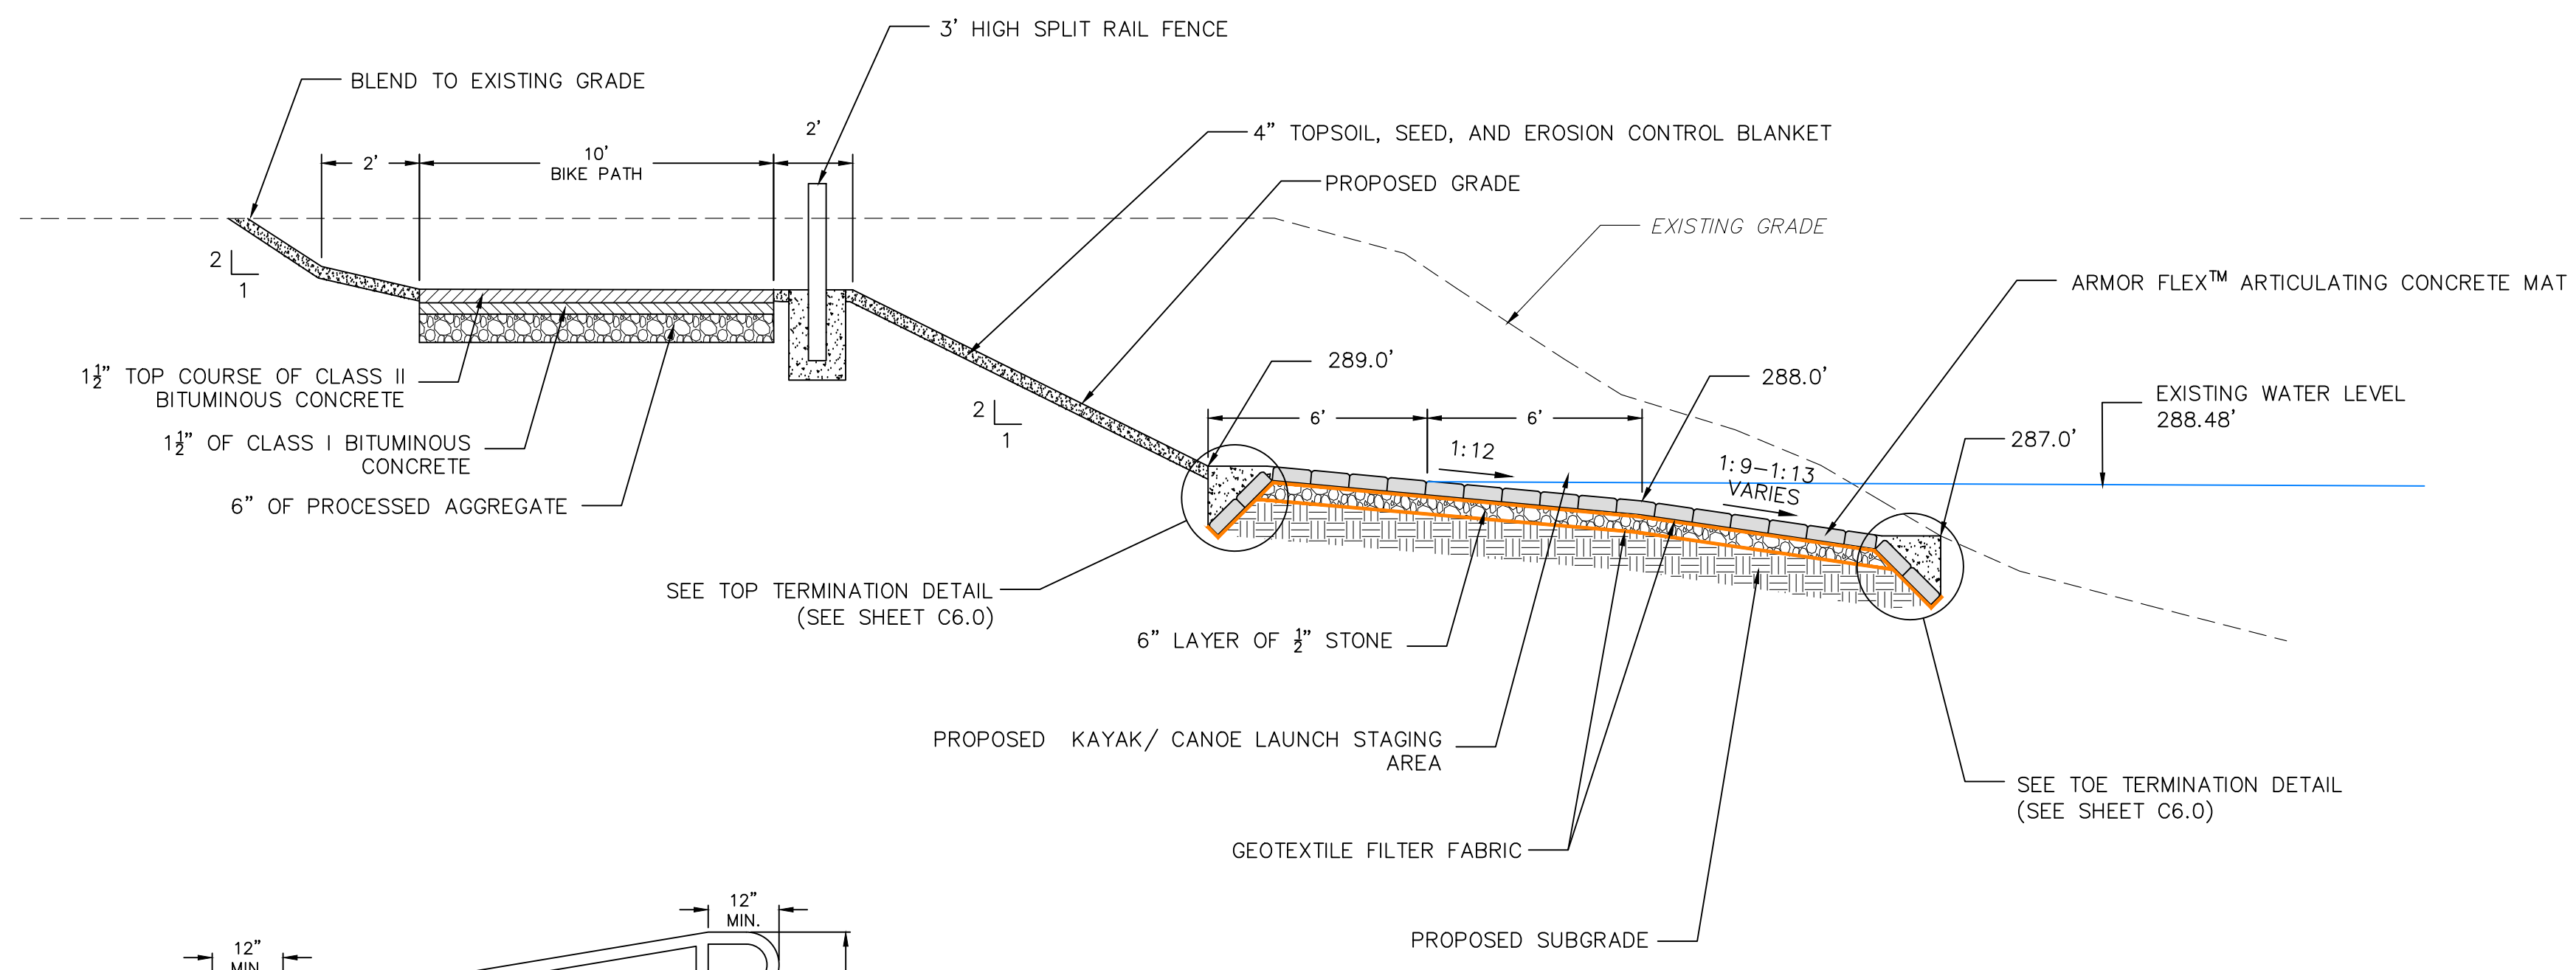 3' HIGH SPLIT RAIL FENCE
BLEND TO EXISTING GRADE
2'
4" TOPSOIL, SEED, AND EROSION CONTROL BLANKET
2'
10'
BIKE PATH
PROPOSED GRADE
EXISTING GRADE
2
1
ARMOR FLEX™ ARTICULATING CONCRETE MAT
289.0'
288.0'
1½" TOP COURSE OF CLASS II
BITUMINOUS CONCRETE
EXISTING WATER LEVEL
288.48'
2
1
6'
6'
287.0'
1½" OF CLASS I BITUMINOUS
CONCRETE
1:12
1:9-1:13
VARIES
6" OF PROCESSED AGGREGATE
SEE TOP TERMINATION DETAIL
(SEE SHEET C6.0)
6" LAYER OF ½" STONE
PROPOSED KAYAK/ CANOE LAUNCH STAGING
AREA
SEE TOE TERMINATION DETAIL
(SEE SHEET C6.0)
GEOTEXTILE FILTER FABRIC
PROPOSED SUBGRADE
12"
MIN.
12"
MIN